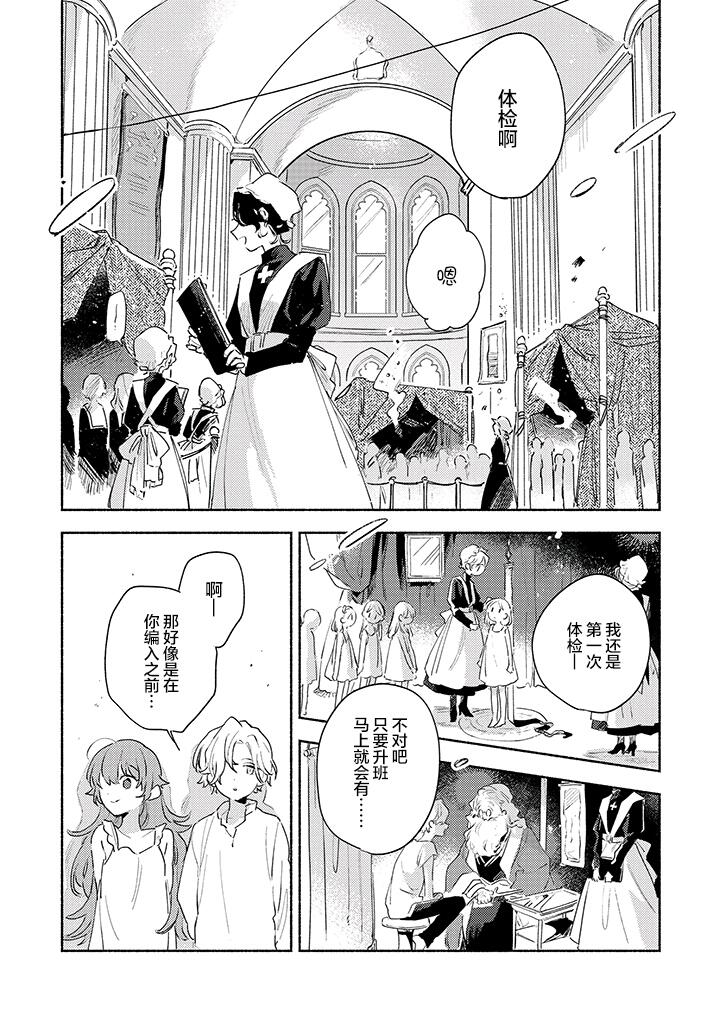 体检啊
嗯
我还是
第一次
体检—
不对吧
只要升班
马上就会有……
啊—
那好像是在
你编入之前…